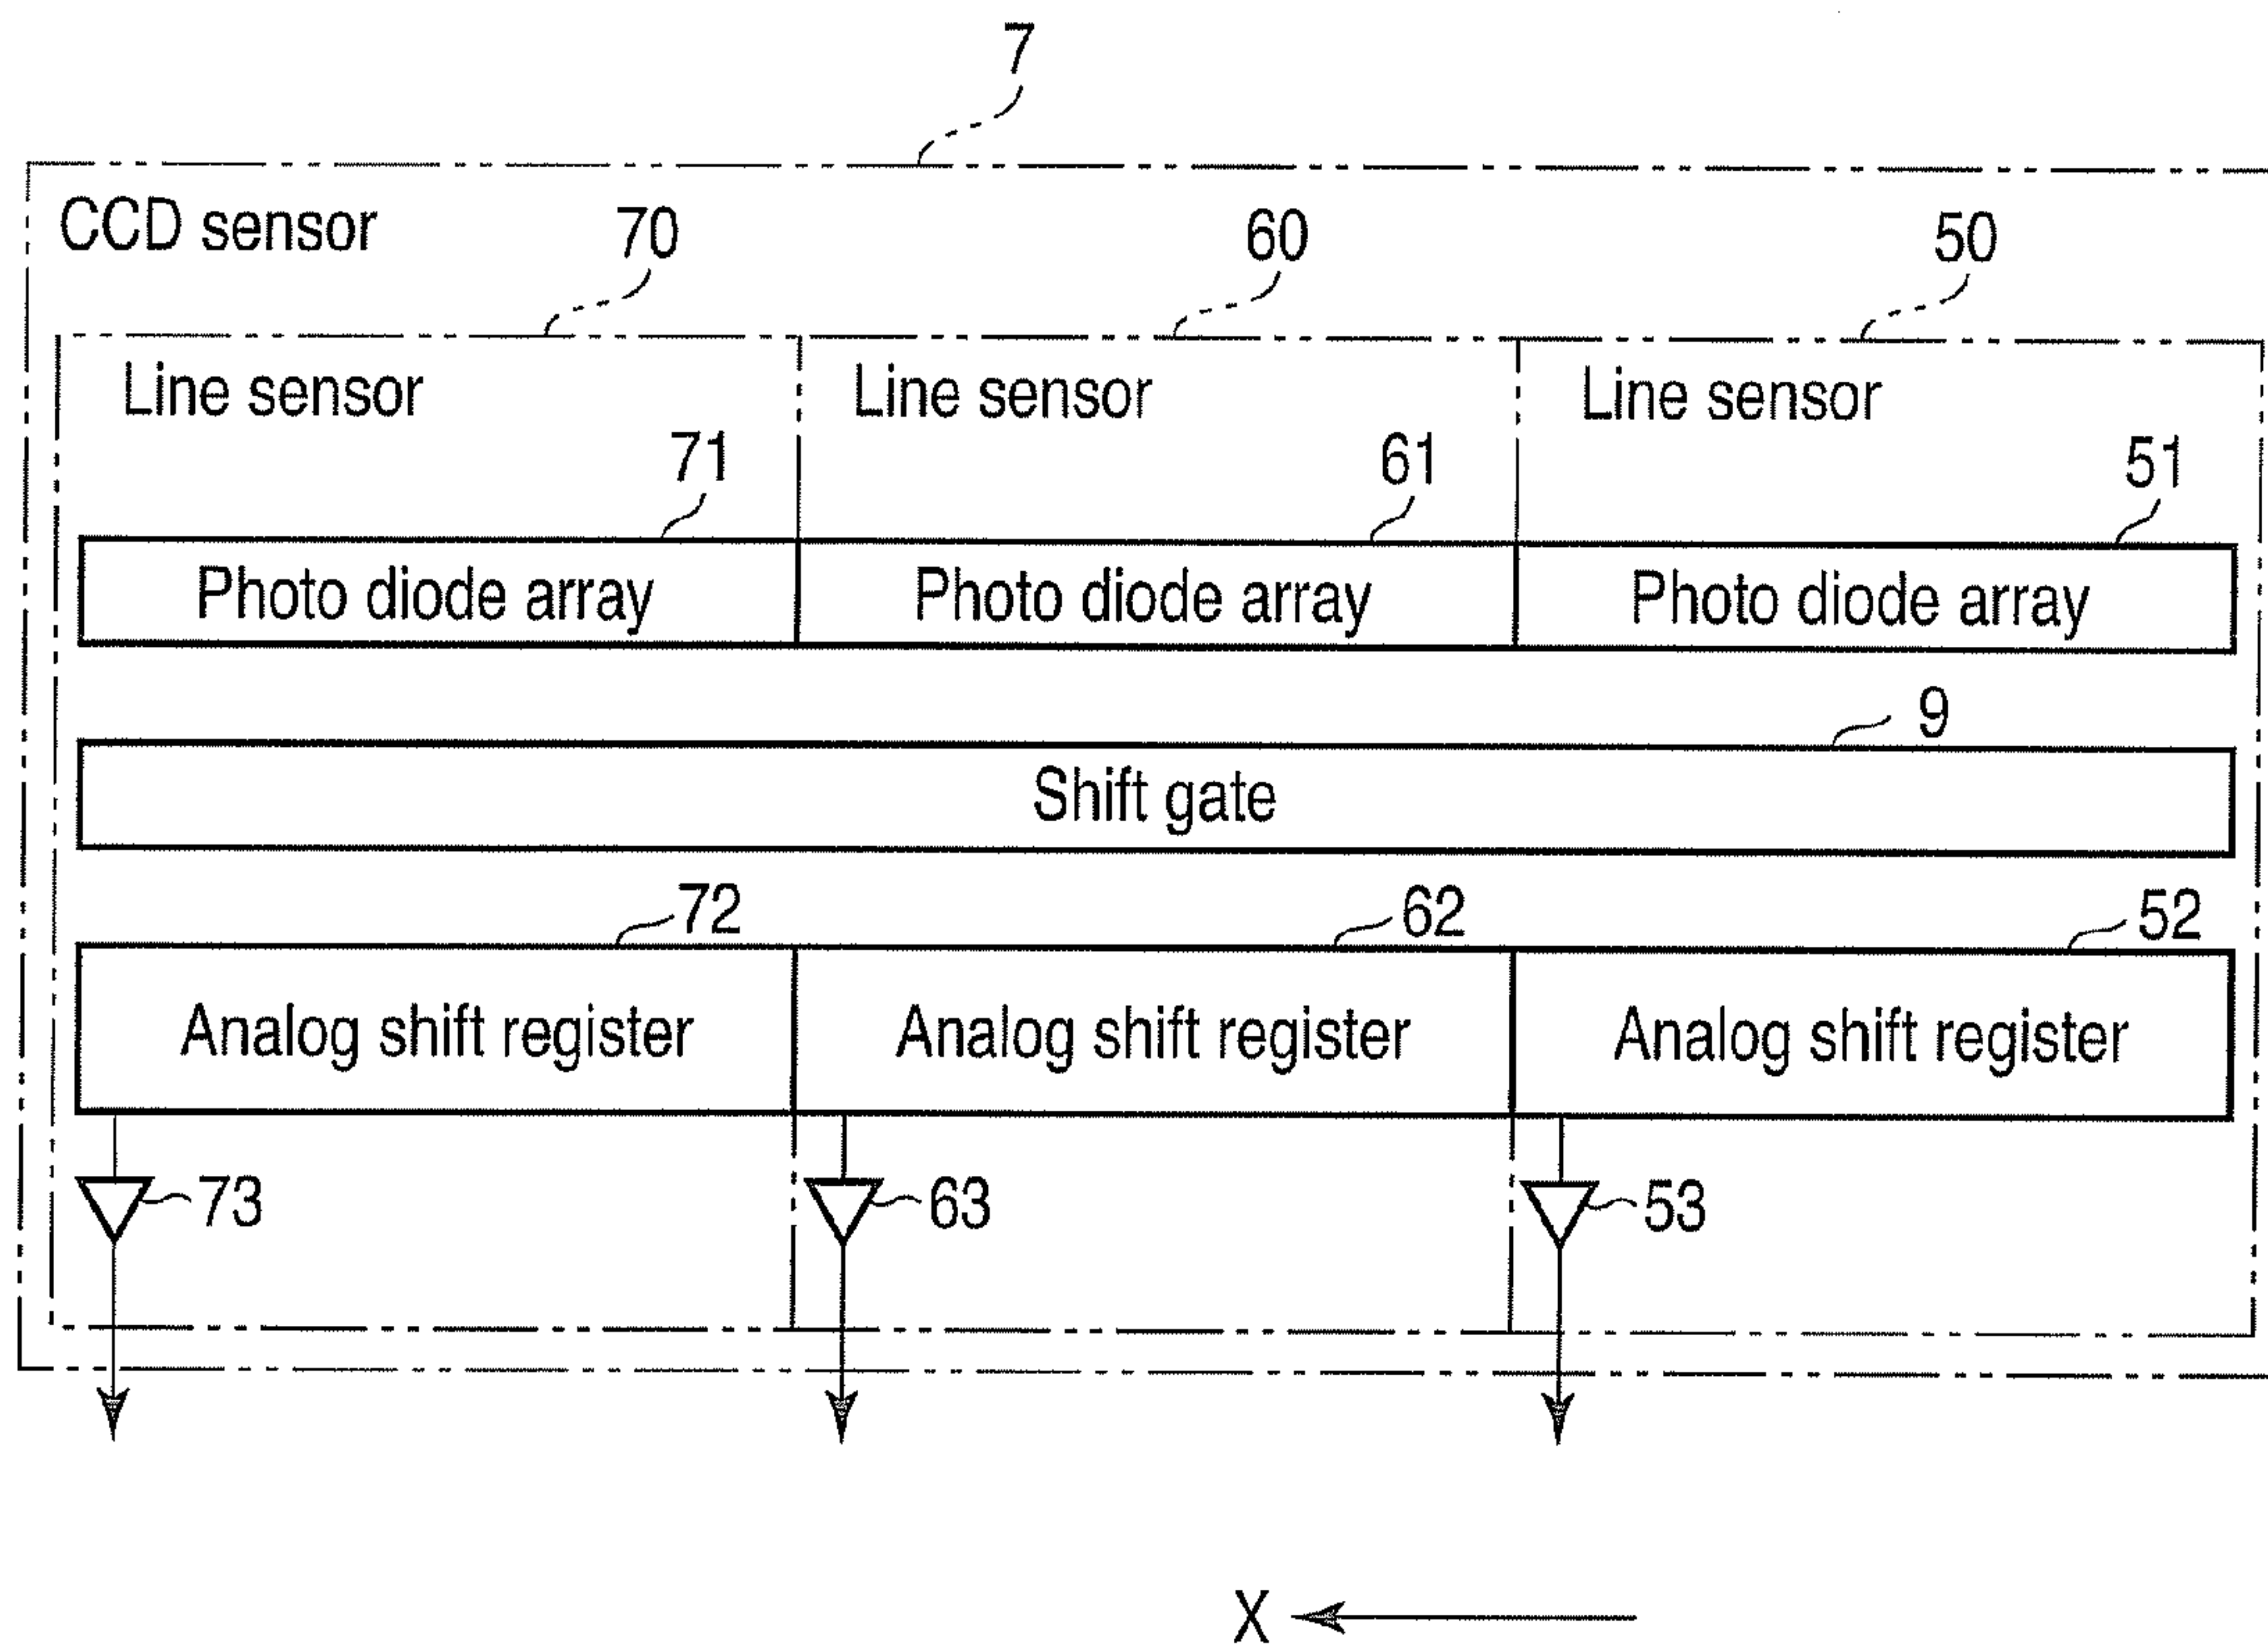 7
CCD sensor
70 60 50
Line sensor Line sensor Line sensor
71 61 51
Photo diode array Photo diode array Photo diode array
9
Shift gate
72 62 52
Analog shift register Analog shift register Analog shift register
73 63 53
X